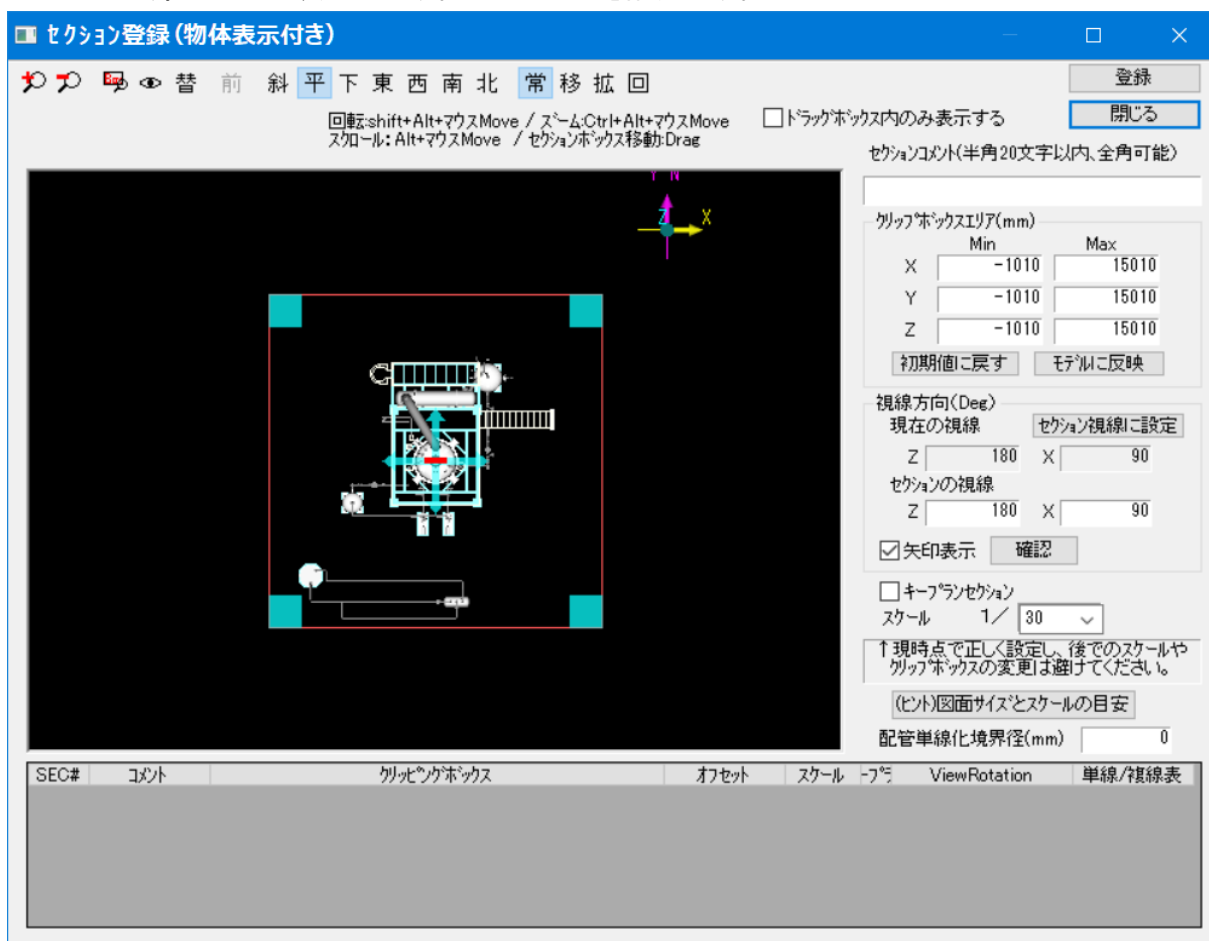 セクション登録(物体表示付き)
替 前 斜 平 下 東 西 南 北 常 移 拡 回
登録
回転:shift+Alt+マウスMove / ズーム:Ctrl+Alt+マウスMove
スクロール:Alt+マウスMove / セクションボックス移動:Drag
ドラッグボックス内のみ表示する
閉じる
セクションコメント(半角20文字以内、全角可能)
Y N
Z X
クリップボックスエリア(mm)
Min Max
X -1010 15010
Y -1010 15010
Z -1010 15010
初期値に戻す モデルに反映
視線方向(Deg)
現在の視線 セクション視線に設定
Z 180 X 90
セクションの視線
Z 180 X 90
矢印表示 確認
キープランセクション
スケール 1/ 30
↑現時点で正しく設定し、後でのスケールや
クリップボックスの変更は避けてください。
(ヒント)図面サイズとスケールの目安
配管単線化境界径(mm) 0
SEC# コメント クリッピングボックス オフセット スケール ープラ ViewRotation 単線/複線表